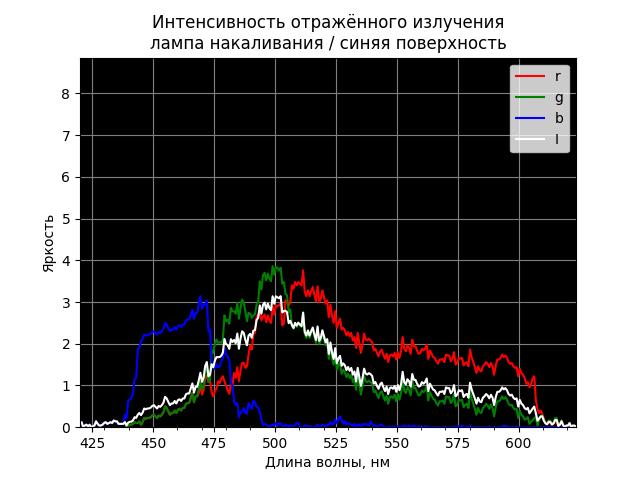 Интенсивность отражённого излучения
лампа накаливания / синяя поверхность
r
g
b
l
8
7
6
5
4
3
2
1
0
Яркость
425 450 475 500 525 550 575 600
Длина волны, нм